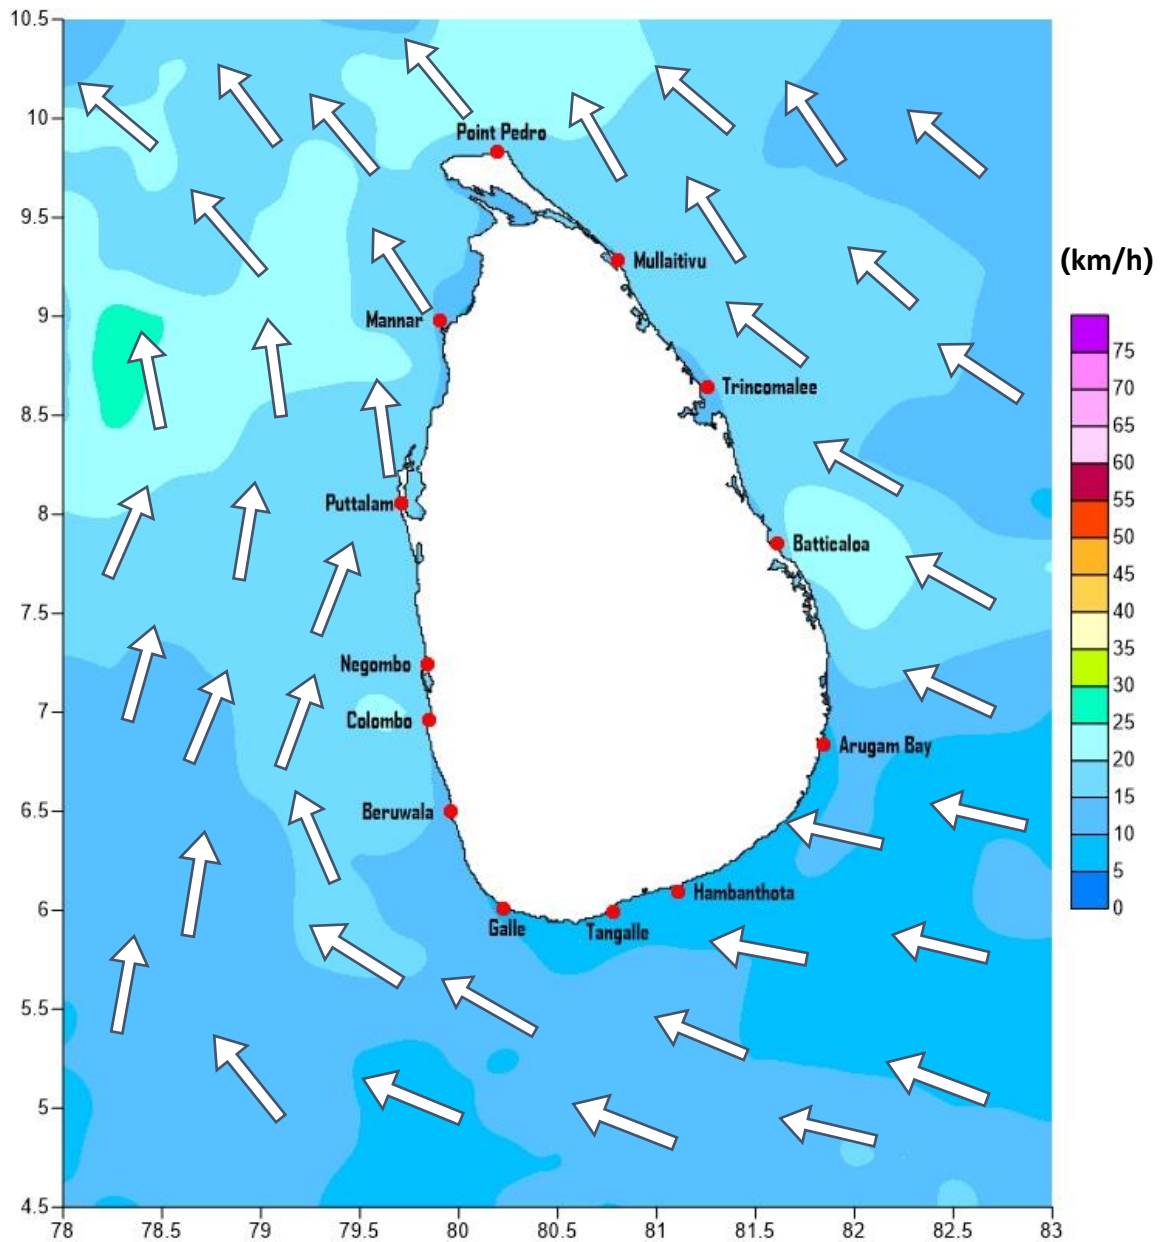 10.5
10
Point Pedro
9.5
Mullaitivu
(km/h)
9
Mannar
75
Trincomalee
70
8.5
65
60
Puttalam
55
8
Batticaloa
50
45
7.5
40
Negombo
35
30
7
Colombo
Arugam Bay
25
20
6.5
Beruwala
15
10
Hambanthota
5
6
0
Galle
Tangalle
5.5
5
4.5
78 78.5 79 79.5 80 80.5 81 81.5 82 82.5 83